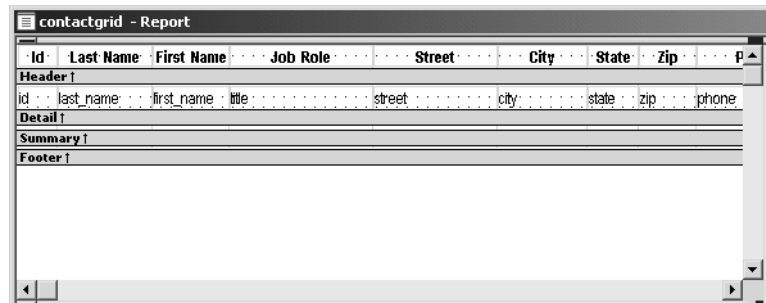 contactgrid - Report
Id Last Name First Name Job Role Street City State Zip P
Header ↑
id last_name first_name title street city state zip phone
Detail ↑
Summary ↑
Footer ↑